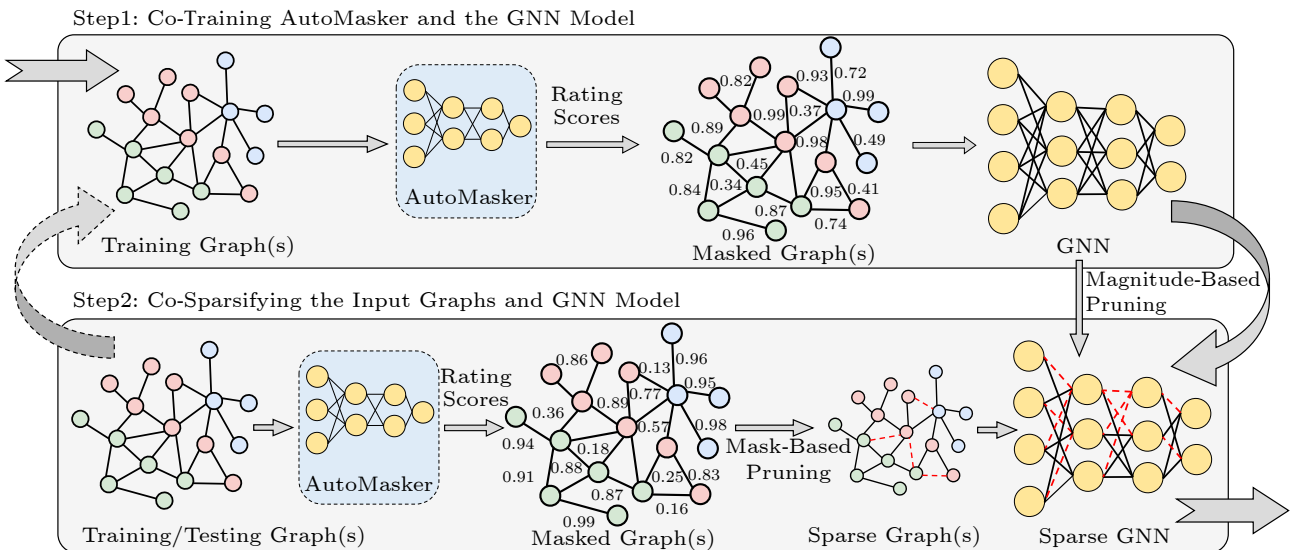 Step1: Co-Training AutoMasker and the GNN Model
Rating
Scores
AutoMasker
Training Graph(s)
0.82
0.93
0.72
0.99
0.99
0.37
0.89
0.98
0.49
0.82
0.45
0.84
0.34
0.95
0.41
0.87
0.74
0.96
Masked Graph(s)
GNN
Magnitude-Based
Pruning
Step2: Co-Sparsifying the Input Graphs and GNN Model
Rating
Scores
AutoMasker
Training/Testing Graph(s)
0.86
0.13
0.96
0.77
0.95
0.36
0.89
0.57
0.98
0.94
0.18
0.91
0.88
0.25
0.83
0.87
0.16
0.99
Masked Graph(s)
Mask-Based
Pruning
Sparse Graph(s)
Sparse GNN